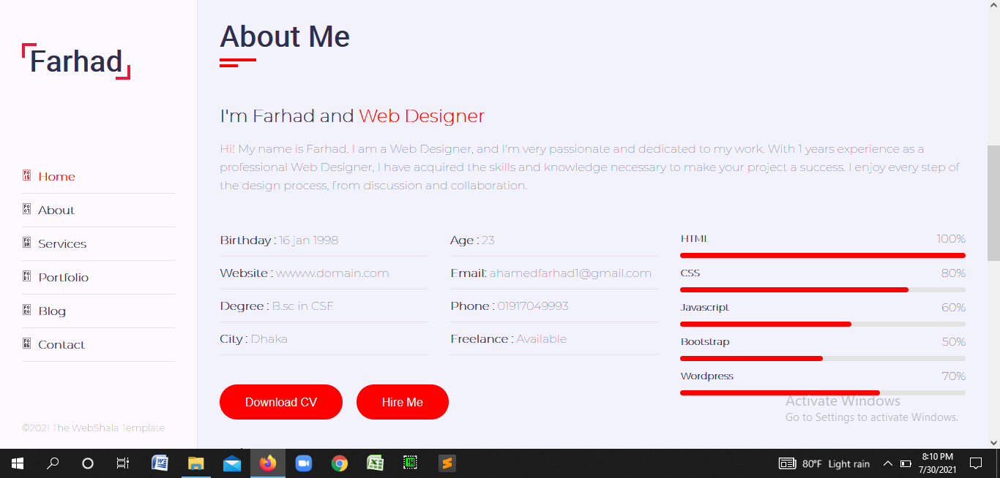 Farhad
Home
About
Services
Portfolio
Blog
Contact
©2021 The WebShala Template
About Me
I'm Farhad and Web Designer
Hi! My name is Farhad. I am a Web Designer, and I'm very passionate and dedicated to my work. With 1 years experience as a
professional Web Designer, I have acquired the skills and knowledge necessary to make your project a success. I enjoy every step of
the design process, from discussion and collaboration.
Birthday : 16 jan 1998
Age : 23
Website : wwww.domain.com
Email: ahamedfarhad1@gmail.com
Degree : B.sc in CSE
Phone : 01917049993
City : Dhaka
Freelance : Available
HTML 100%
CSS 80%
Javascript 60%
Bootstrap 50%
Wordpress 70%
Download CV
Hire Me
Activate Windows
Go to Settings to activate Windows.
80°F Light rain
8:10 PM
7/30/2021